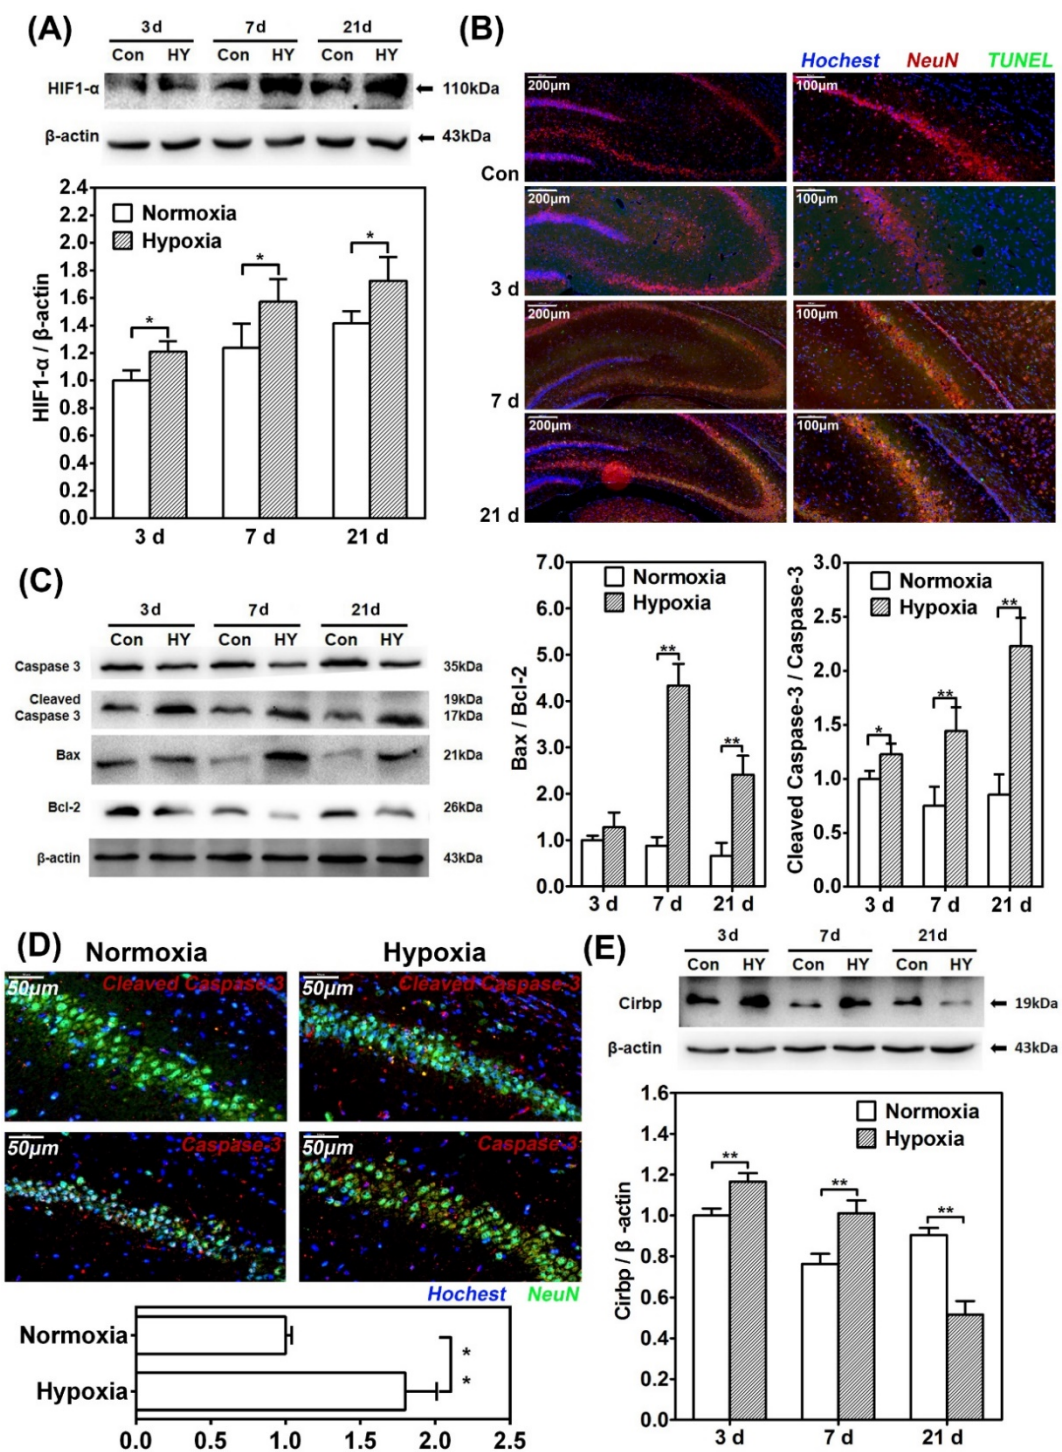 (A)
3 d 7 d 21 d
Con HY Con HY Con HY
HIF1-α 110kDa
β-actin 43kDa
HIF1-α / β-actin
2.4
2.2
2.0
1.8
1.6
1.4
1.2
1.0
0.8
0.6
0.4
0.2
0.0
Normoxia
Hypoxia
* * *
3 d 7 d 21 d
(B)
Hochest NeuN TUNEL
200μm 100μm
Con
200μm 100μm
3 d
200μm 100μm
7 d
200μm 100μm
21 d
(C)
3d 7d 21d
Con HY Con HY Con HY
Caspase 3 35kDa
Cleaved 19kDa
Caspase 3 17kDa
Bax 21kDa
Bcl-2 26kDa
β-actin 43kDa
Bax / Bcl-2
7.0
6.0
5.0
4.0
3.0
2.0
1.0
0.0
Normoxia
Hypoxia
** **
3 d 7 d 21 d
Cleaved Caspase-3 / Caspase-3
3.0
2.5
2.0
1.5
1.0
0.5
0.0
Normoxia
Hypoxia
* ** **
3 d 7 d 21 d
(D)
Normoxia Hypoxia
50μm Cleaved Caspase-3 50μm Cleaved Caspase-3
50μm Caspase-3 50μm Caspase-3
Hochest NeuN
Normoxia
Hypoxia
*
*
0.0 0.5 1.0 1.5 2.0 2.5
(E)
3d 7d 21d
Con HY Con HY Con HY
Cirbp 19kDa
β-actin 43kDa
Cirbp / β -actin
1.6
1.4
1.2
1.0
0.8
0.6
0.4
0.2
0.0
Normoxia
Hypoxia
** ** **
3 d 7 d 21 d